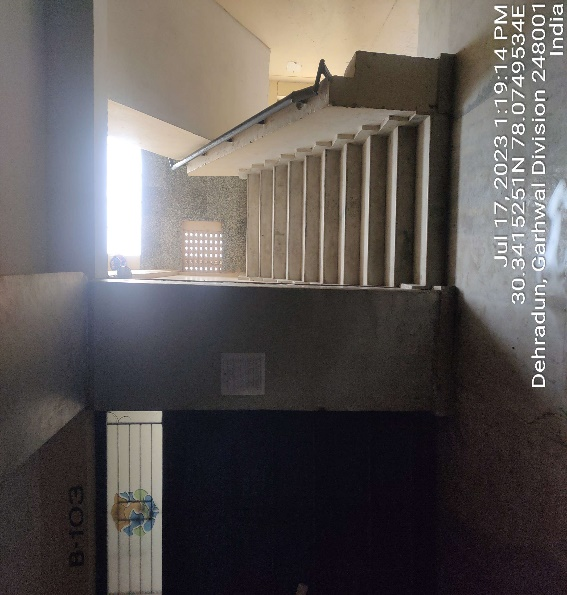 Jul 17, 2023 1:19:14 PM
30.3415251N 78.0749534E
Dehradun, Garhwal Division 248001
India
B-103